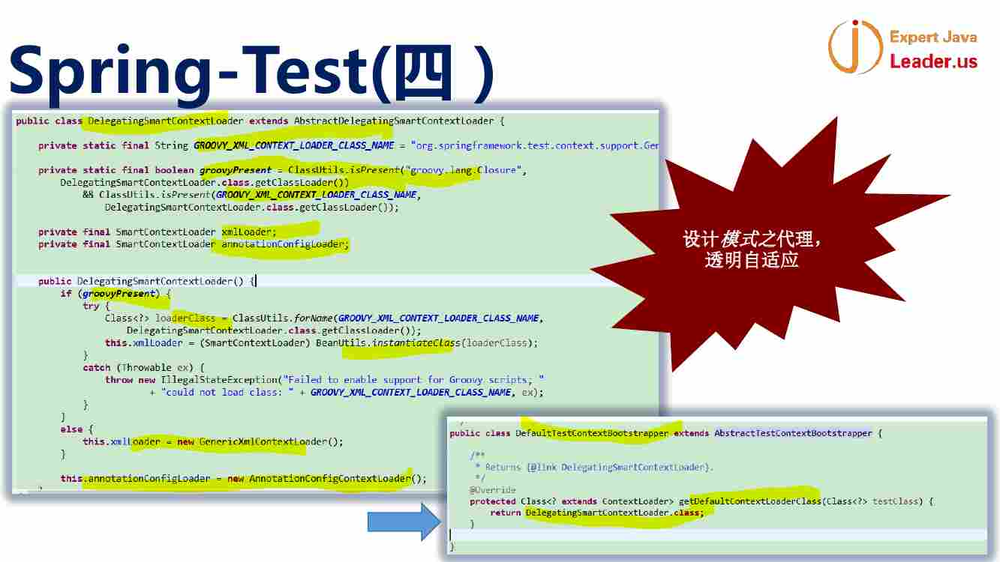 Spring-Test(四 )
Expert Java
Leader.us
public class DelegatingSmartContextLoader extends AbstractDelegatingSmartContextLoader {
private static final String GROOVY_XML_CONTEXT_LOADER_CLASS_NAME = "org.springframework.test.context.support.Gen
private static final boolean groovyPresent = ClassUtils.isPresent("groovy.lang.Closure",
DelegatingSmartContextLoader.class.getClassLoader())
&& ClassUtils.isPresent(GROOVY_XML_CONTEXT_LOADER_CLASS_NAME,
DelegatingSmartContextLoader.class.getClassLoader());
private final SmartContextLoader xmlLoader;
private final SmartContextLoader annotationConfigLoader;
public DelegatingSmartContextLoader() {
if (groovyPresent) {
try {
Class<?> loaderClass = ClassUtils.forName(GROOVY_XML_CONTEXT_LOADER_CLASS_NAME,
DelegatingSmartContextLoader.class.getClassLoader());
this.xmlLoader = (SmartContextLoader) BeanUtils.instantiateClass(loaderClass);
}
catch (Throwable ex) {
throw new IllegalStateException("Failed to enable support for Groovy scripts; "
+ "could not load class: " + GROOVY_XML_CONTEXT_LOADER_CLASS_NAME, ex);
}
}
else {
this.xmlLoader = new GenericXmlContextLoader();
}
this.annotationConfigLoader = new AnnotationConfigContextLoader();
设计模式之代理，
透明自适应
public class DefaultTestContextBootstrapper extends AbstractTestContextBootstrapper {
/**
* Returns {@link DelegatingSmartContextLoader}.
*/
@Override
protected Class<? extends ContextLoader> getDefaultContextLoaderClass(Class<?> testClass) {
return DelegatingSmartContextLoader.class;
}
}